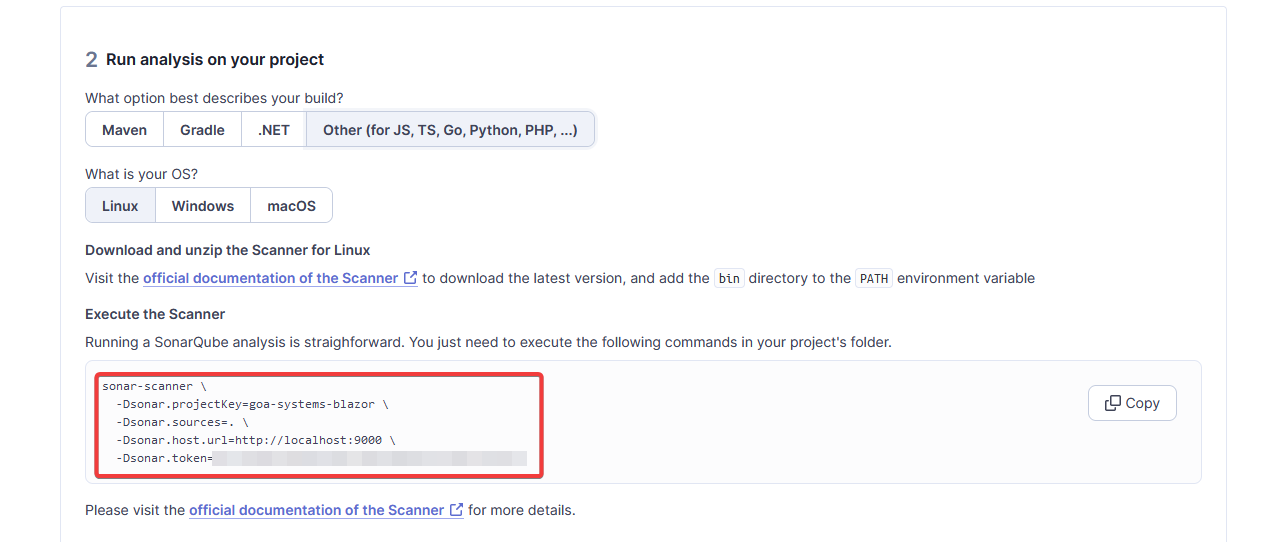 2 Run analysis on your project
What option best describes your build?
Maven Gradle .NET Other (for JS, TS, Go, Python, PHP, ...)
What is your OS?
Linux Windows macOS
Download and unzip the Scanner for Linux
Visit the official documentation of the Scanner to download the latest version, and add the bin directory to the PATH environment variable
Execute the Scanner
Running a SonarQube analysis is straighforward. You just need to execute the following commands in your project's folder.
sonar-scanner \
-Dsonar.projectKey=goa-systems-blazor \
-Dsonar.sources=. \
-Dsonar.host.url=http://localhost:9000 \
-Dsonar.token=
Copy
Please visit the official documentation of the Scanner for more details.